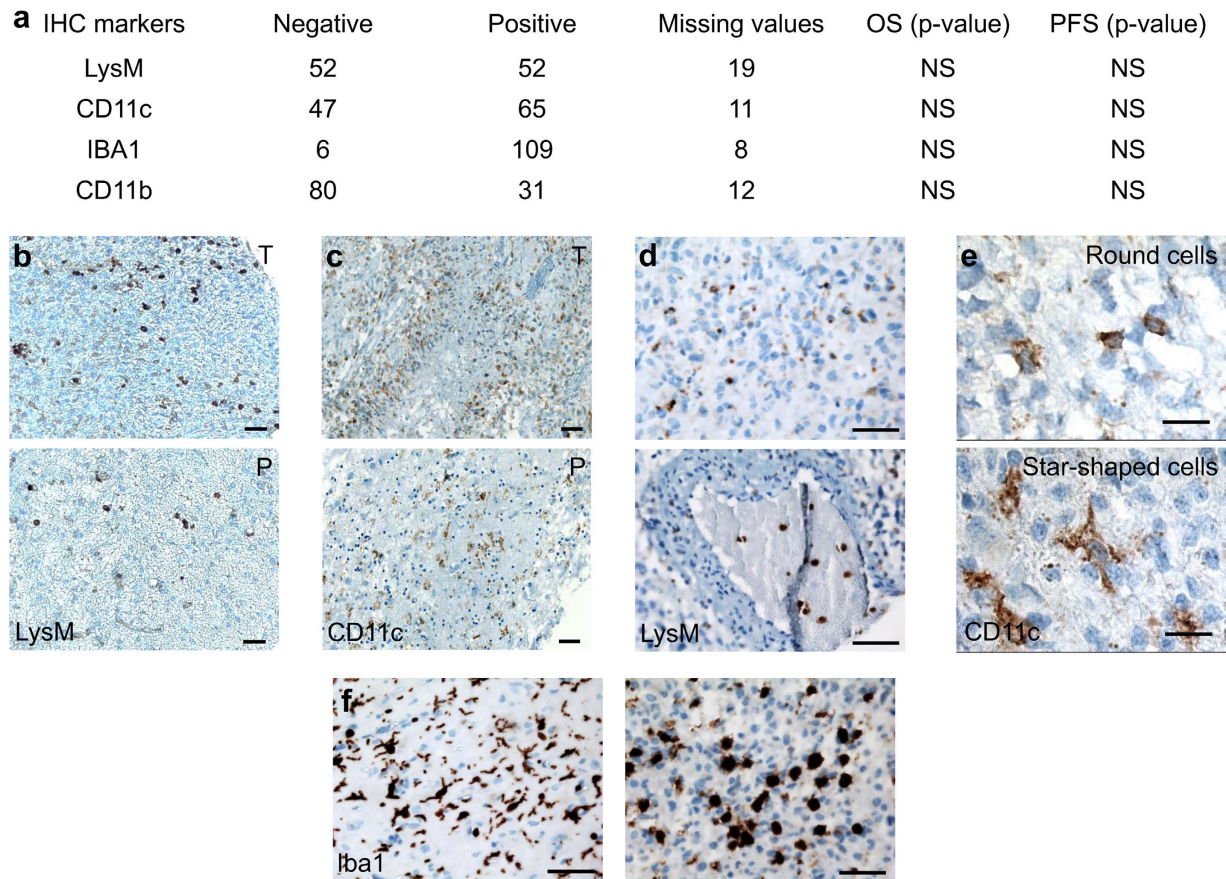 a IHC markers Negative Positive Missing values OS (p-value) PFS (p-value)
LysM 52 52 19 NS NS
CD11c 47 65 11 NS NS
IBA1 6 109 8 NS NS
CD11b 80 31 12 NS NS
b T c T d e Round cells
P LysM P CD11c LysM Star-shaped cells CD11c
f Iba1